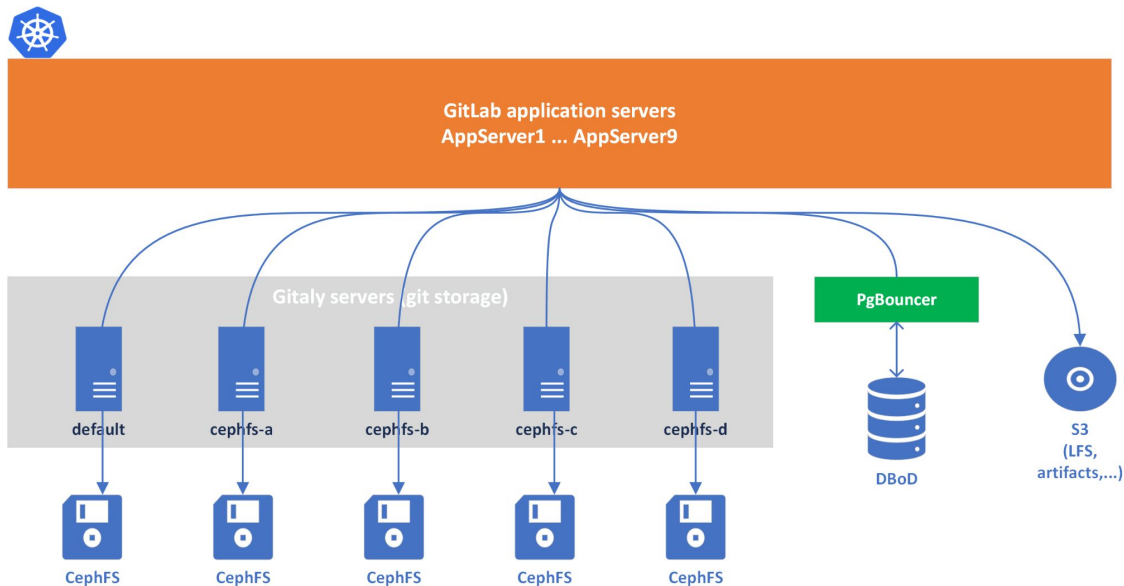 GitLab application servers
AppServer1 ... AppServer9
Gitaly servers (git storage)
PgBouncer
default
cephfs-a
cephfs-b
cephfs-c
cephfs-d
DBoD
S3
(LFS,
artifacts,...)
CephFS
CephFS
CephFS
CephFS
CephFS